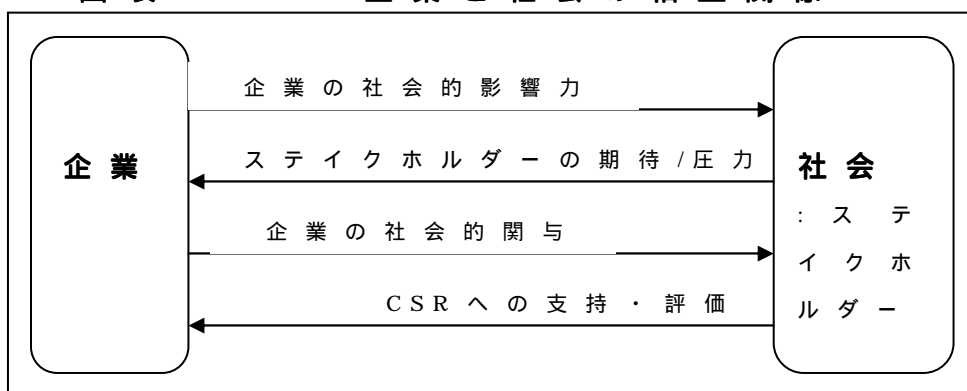 企業の社会的影響力
企業
ステイクホルダーの期待/圧力
社会
:ステ
イクホ
ルダー
企業の社会的関与
CSRへの支持・評価